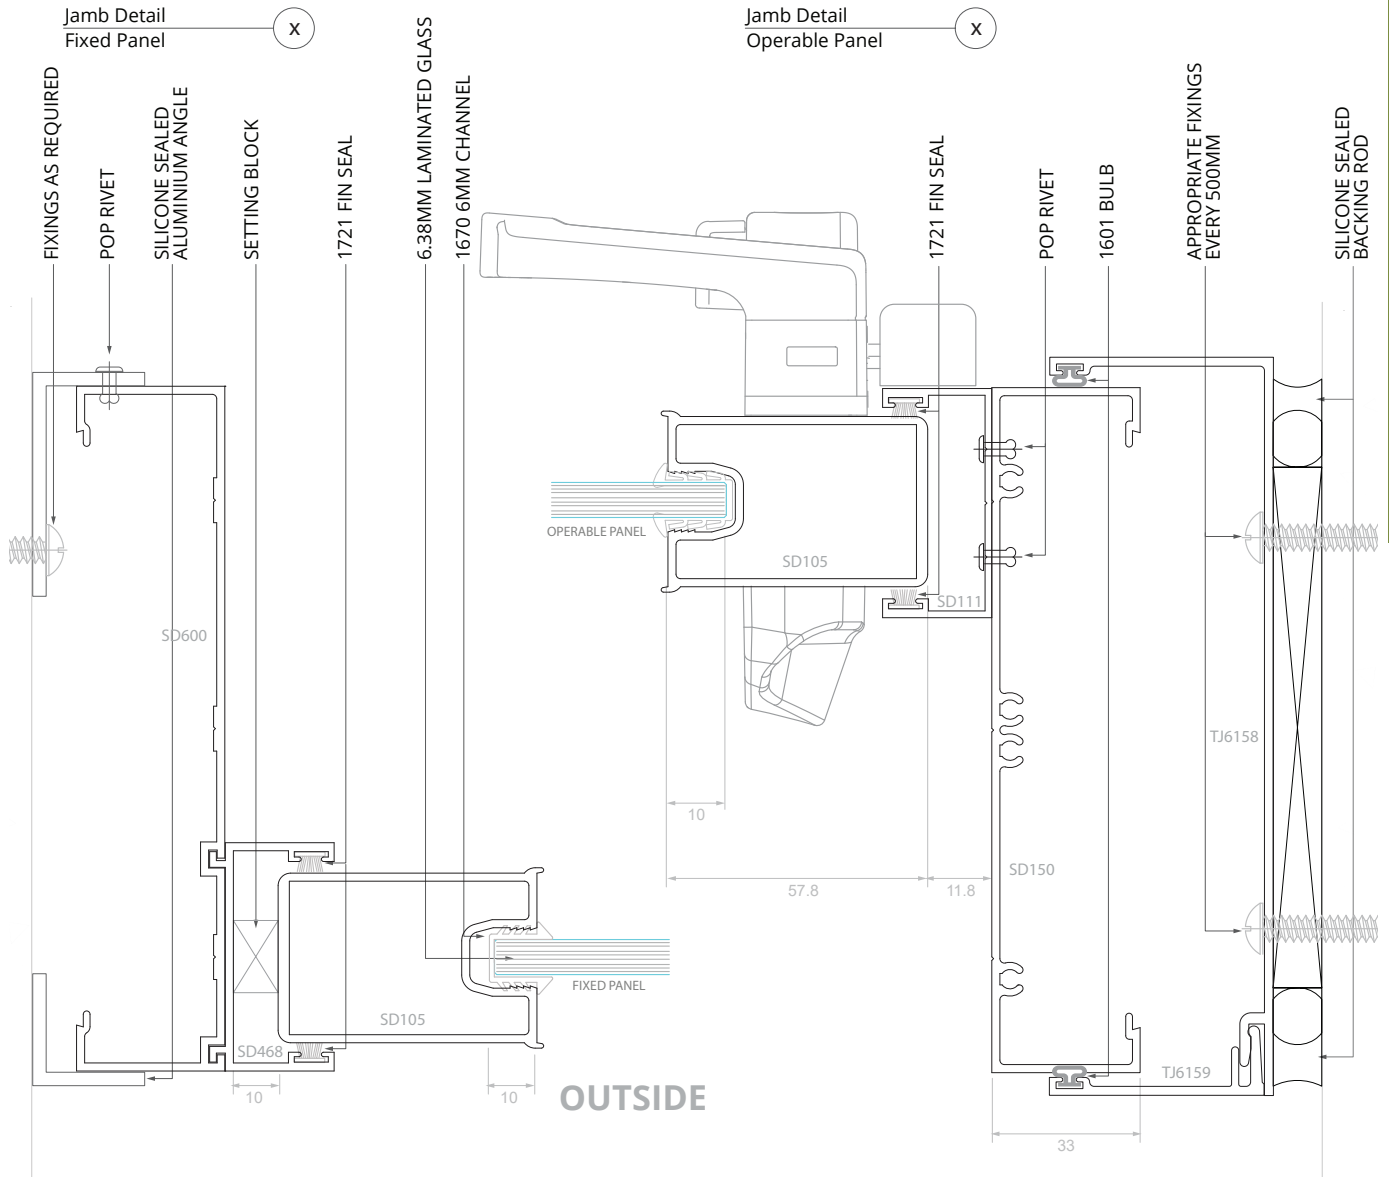 Jamb Detail
Fixed Panel
X
Jamb Detail
Operable Panel
X
FIXINGS AS REQUIRED
POP RIVET
SILICONE SEALED
ALUMINIUM ANGLE
SETTING BLOCK
1721 FIN SEAL
6.38MM LAMINATED GLASS
1670 6MM CHANNEL
1721 FIN SEAL
POP RIVET
1601 BULB
APPROPRIATE FIXINGS
EVERY 500MM
SILICONE SEALED
BACKING ROD
OPERABLE PANEL
SD105
SD111
SD600
TJ6158
10
57.8
11.8
SD150
FIXED PANEL
SD105
SD468
TJ6159
10
10
OUTSIDE
33